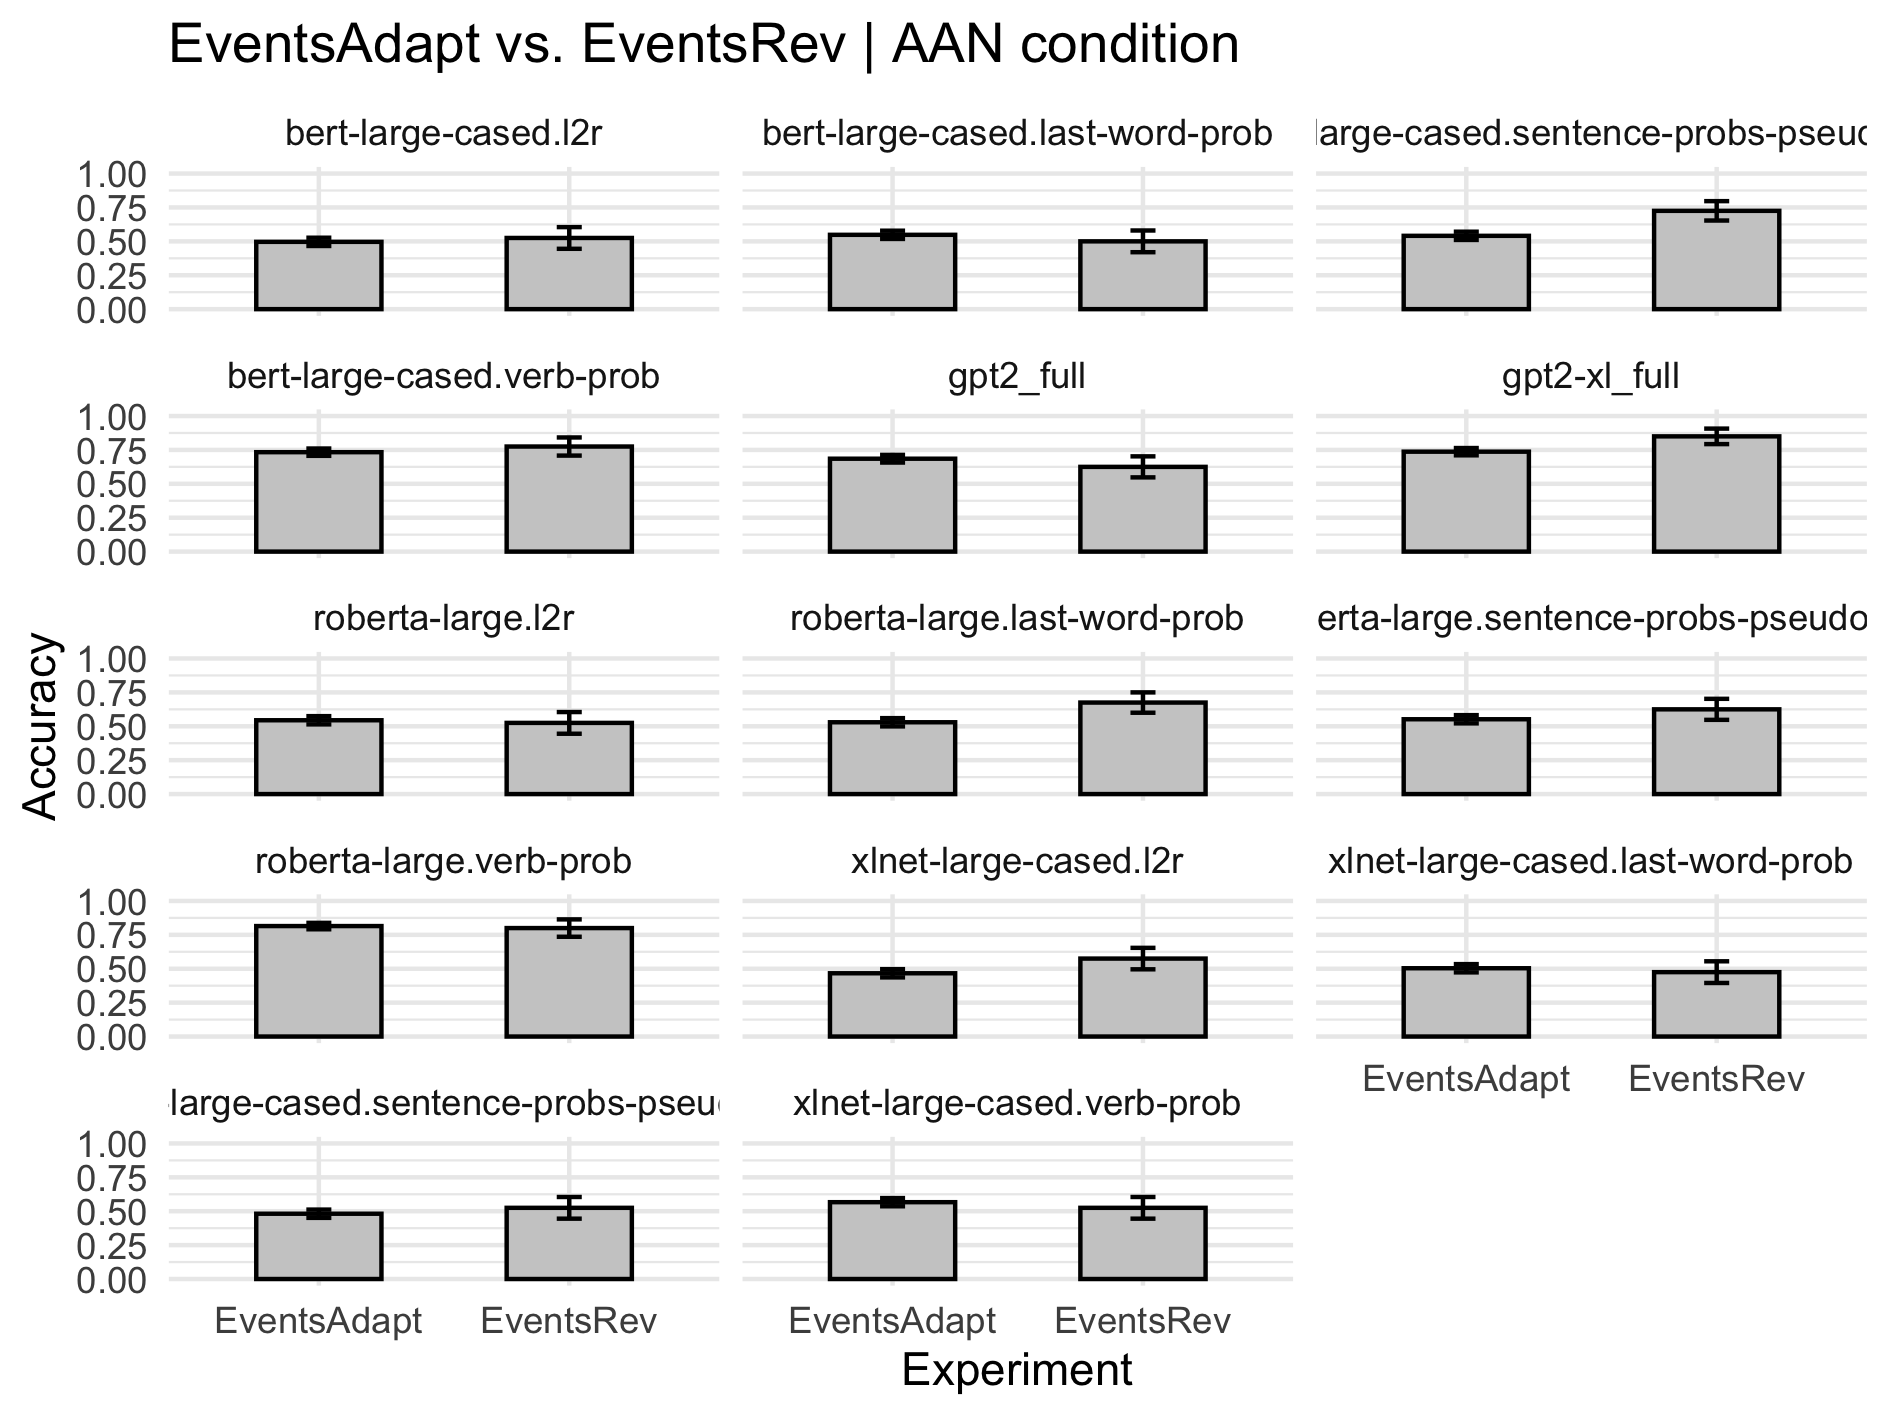 EventsAdapt vs. EventsRev | AAN condition
bert-large-cased.l2r
bert-large-cased.last-word-prob
large-cased.sentence-probs-pseud
1.00
0.75
0.50
0.25
0.00
bert-large-cased.verb-prob
gpt2_full
gpt2-xl_full
1.00
0.75
0.50
0.25
0.00
roberta-large.l2r
roberta-large.last-word-prob
erta-large.sentence-probs-pseudo
Accuracy
1.00
0.75
0.50
0.25
0.00
roberta-large.verb-prob
xlnet-large-cased.l2r
xlnet-large-cased.last-word-prob
1.00
0.75
0.50
0.25
0.00
EventsAdapt EventsRev
-large-cased.sentence-probs-pseu
xlnet-large-cased.verb-prob
1.00
0.75
0.50
0.25
0.00
EventsAdapt EventsRev
EventsAdapt EventsRev
Experiment